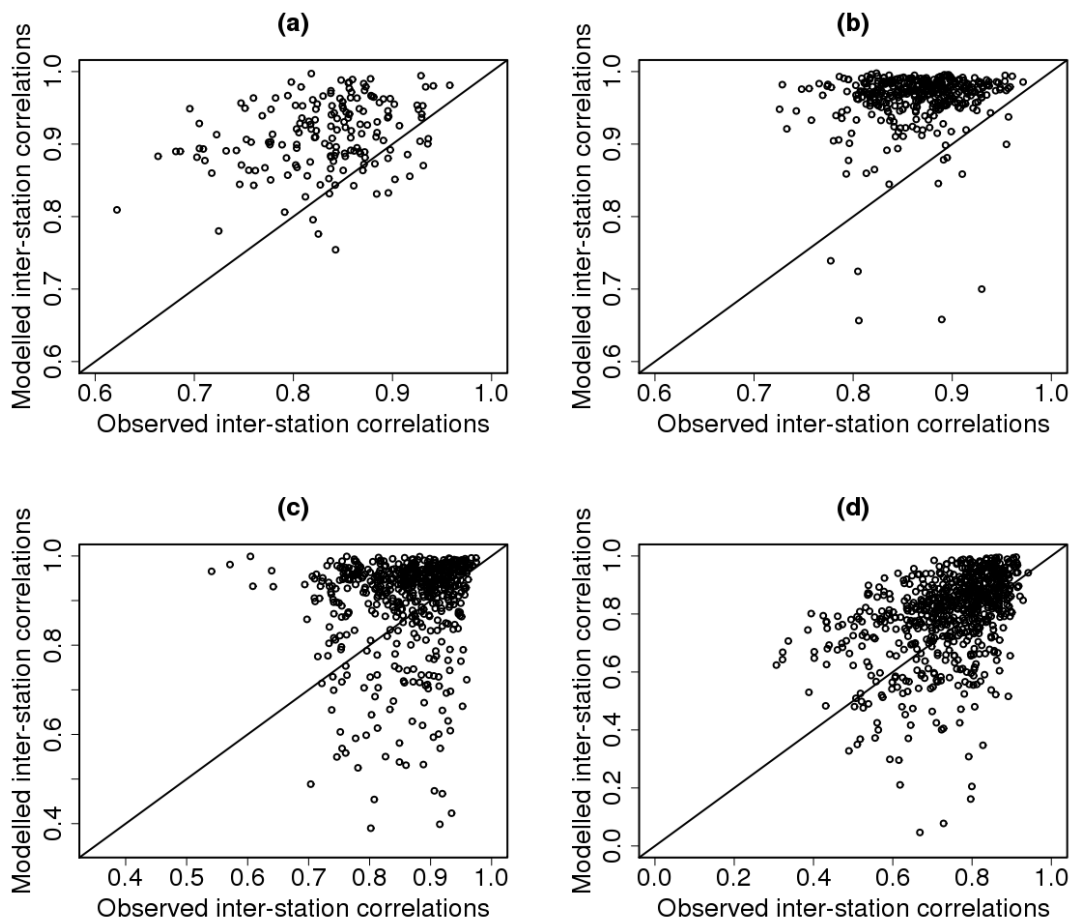 (a)
Modelled inter-station correlations
1.0
0.9
0.8
0.7
0.6
0.6 0.7 0.8 0.9 1.0
Observed inter-station correlations
(b)
Modelled inter-station correlations
1.0
0.9
0.8
0.7
0.6
0.6 0.7 0.8 0.9 1.0
Observed inter-station correlations
(c)
Modelled inter-station correlations
1.0
0.8
0.6
0.4
0.4 0.5 0.6 0.7 0.8 0.9 1.0
Observed inter-station correlations
(d)
Modelled inter-station correlations
1.0
0.8
0.6
0.4
0.2
0.0
0.0 0.2 0.4 0.6 0.8 1.0
Observed inter-station correlations